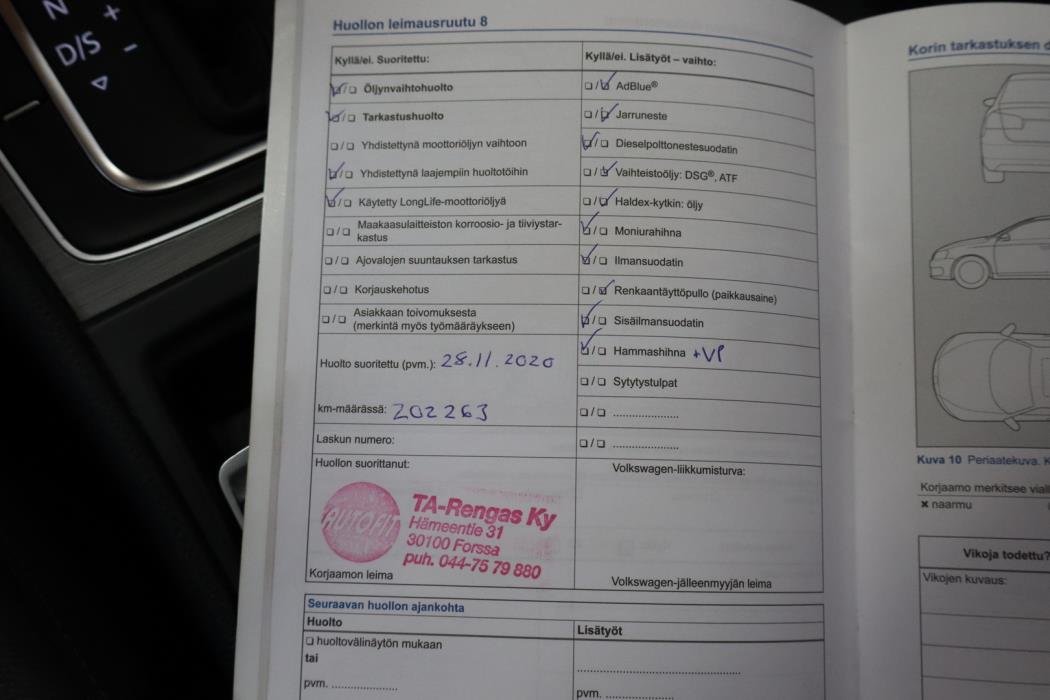 N
+
D/S
-
Huollon leimausruutu 8
Kyllä/ei. Suoritettu:
☑/☐ Öljynvaihtohuolto
☑/☐ Tarkastushuolto
☐/☐ Yhdistettynä moottoriöljyn vaihtoon
☑/☐ Yhdistettynä laajempiin huoltotöihin
☑/☐ Käytetty LongLife-moottoriöljyä
☐/☐ Maakaasulaitteiston korroosio- ja tiiviystar-
kastus
☐/☐ Ajovalojen suuntauksen tarkastus
☐/☐ Korjauskehotus
☐/☐ Asiakkaan toivomuksesta
(merkintä myös työmääräykseen)
Huolto suoritettu (pvm.): 28.11.2020
km-määrässä: 202263
Laskun numero:
Huollon suorittanut:
AUTOFIT
TA-Rengas Ky
Hämeentie 31
30100 Forssa
puh. 044-75 79 880
Korjaamon leima
Kyllä/ei. Lisätyöt – vaihto:
☐/☑ AdBlue®
☐/☑ Jarruneste
☑/☐ Dieselpolttonestesuodatin
☐/☑ Vaihteistoöljy: DSG®, ATF
☐/☑ Haldex-kytkin: öljy
☑/☐ Moniurahihna
☑/☐ Ilmansuodatin
☐/☑ Renkaantäyttöpullo (paikkausaine)
☑/☐ Sisäilmansuodatin
☑/☐ Hammashihna +VP
☐/☐ Sytytystulpat
☐/☐ ....................
☐/☐ ....................
Volkswagen-liikkumisturva:
Volkswagen-jälleenmyyjän leima
Seuraavan huollon ajankohta
Huolto
☐ huoltovälinäytön mukaan
tai
pvm. ....................
Lisätyöt
..................................................
pvm. ....................
Korin tarkastuksen
Kuva 10 Periaatekuva.
Korjaamo merkitsee
✖ naarmu
Vikoja todettu?
Vikojen kuvaus: